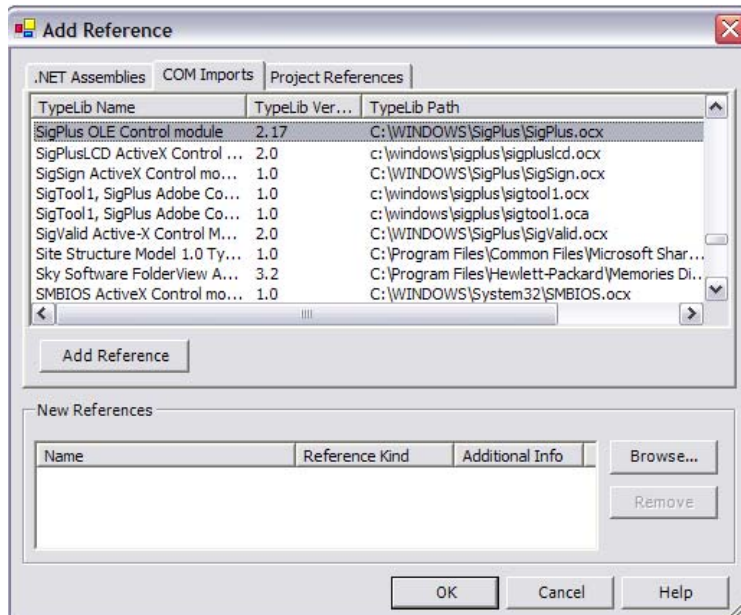 Add Reference
.NET Assemblies COM Imports Project References
TypeLib Name TypeLib Ver... TypeLib Path
SigPlus OLE Control module 2.17 C:\WINDOWS\SigPlus\SigPlus.ocx
SigPlusLCD ActiveX Control ... 2.0 c:\windows\sigplus\sigpluslcd.ocx
SigSign ActiveX Control mo... 1.0 C:\WINDOWS\SigPlus\SigSign.ocx
SigTool1, SigPlus Adobe Co... 1.0 c:\windows\sigplus\sigtool1.ocx
SigTool1, SigPlus Adobe Co... 1.0 c:\windows\sigplus\sigtool1.oca
SigValid Active-X Control M... 2.0 C:\WINDOWS\SigPlus\SigValid.ocx
Site Structure Model 1.0 Ty... 1.0 C:\Program Files\Common Files\Microsoft Shar...
Sky Software FolderView A... 3.2 C:\Program Files\Hewlett-Packard\Memories Di...
SMBIOS ActiveX Control mo... 1.0 C:\WINDOWS\System32\SMBIOS.ocx
Add Reference
New References
Name Reference Kind Additional Info Browse...
Remove
OK Cancel Help